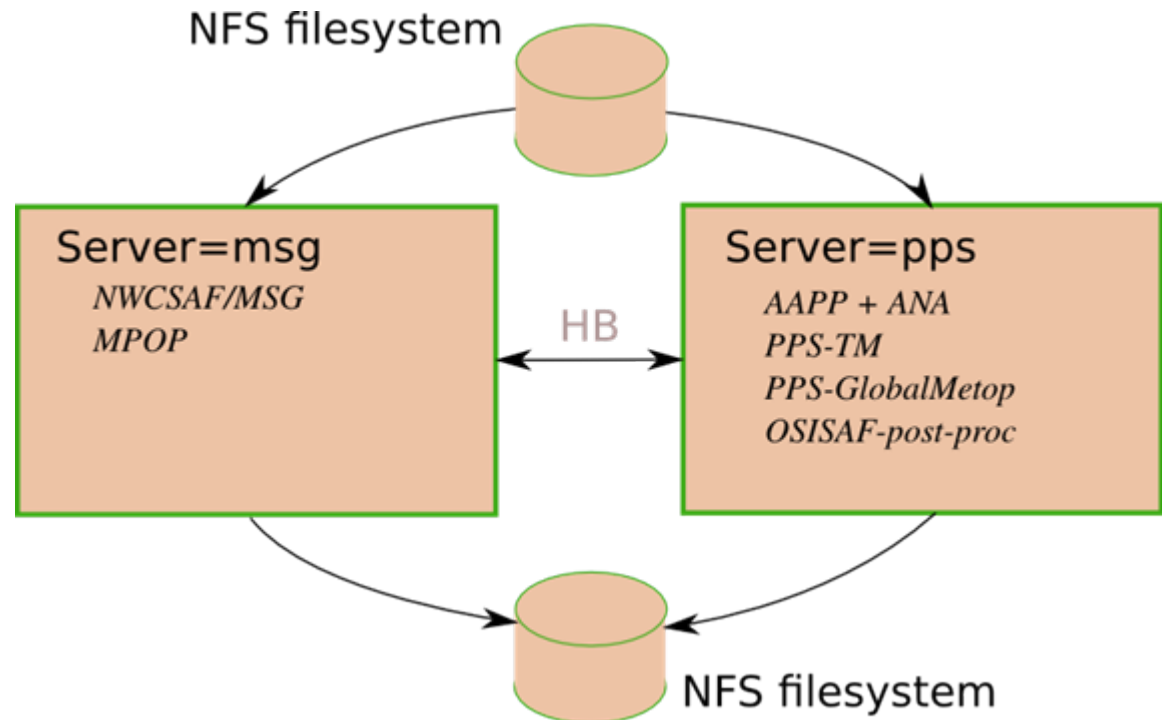 NFS filesystem
Server=msg
NWCSAF/MSG
MPOP
HB
Server=pps
AAPP + ANA
PPS-TM
PPS-GlobalMetop
OSISAF-post-proc
NFS filesystem